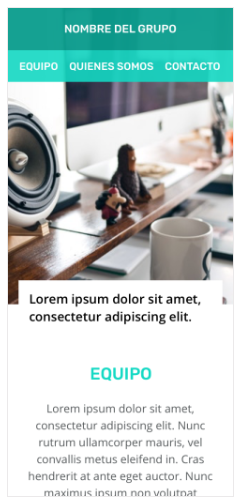 NOMBRE DEL GRUPO
EQUIPO QUIENES SOMOS CONTACTO
Lorem ipsum dolor sit amet,
consectetur adipiscing elit.
EQUIPO
Lorem ipsum dolor sit amet,
consectetur adipiscing elit. Nunc
rutrum ullamcorper mauris, vel
convallis metus eleifend in. Cras
hendrerit at ante eget auctor. Nunc
maximus ipsum non volutpat